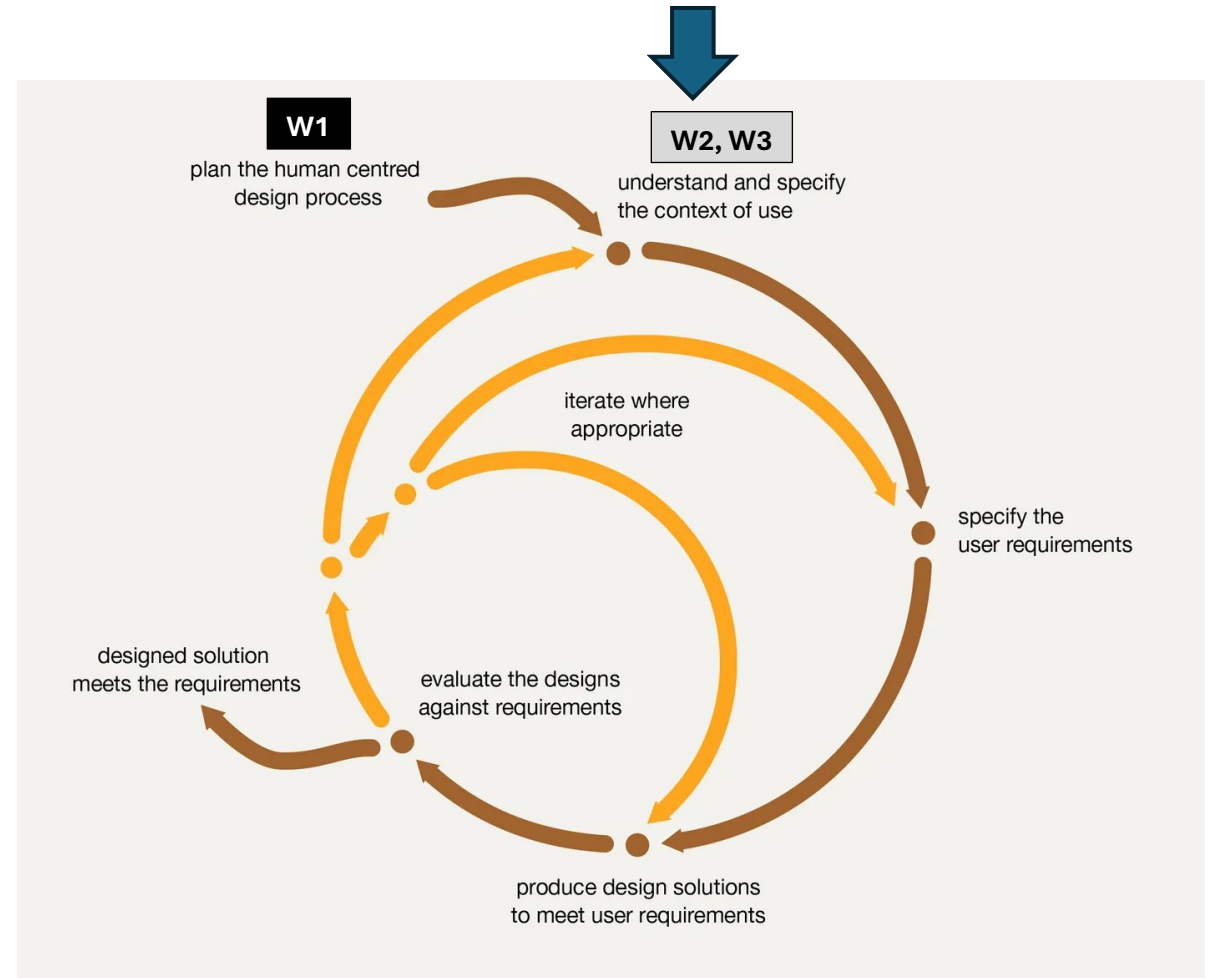 W1
plan the human centred
design process
W2, W3
understand and specify
the context of use
iterate where
appropriate
specify the
user requirements
designed solution
meets the requirements
evaluate the designs
against requirements
produce design solutions
to meet user requirements